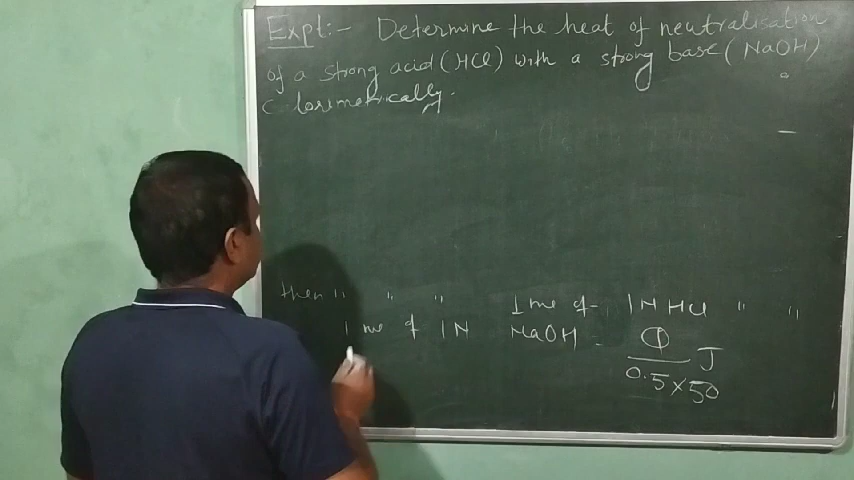 Expt:- Determine the heat of neutralisation
of a strong acid (HCl) with a strong base (NaOH)
C lorimetrically.
then " " " 1 ml of 1N HCl " "
1 ml of 1N NaOH =
Φ
0.5×50
J